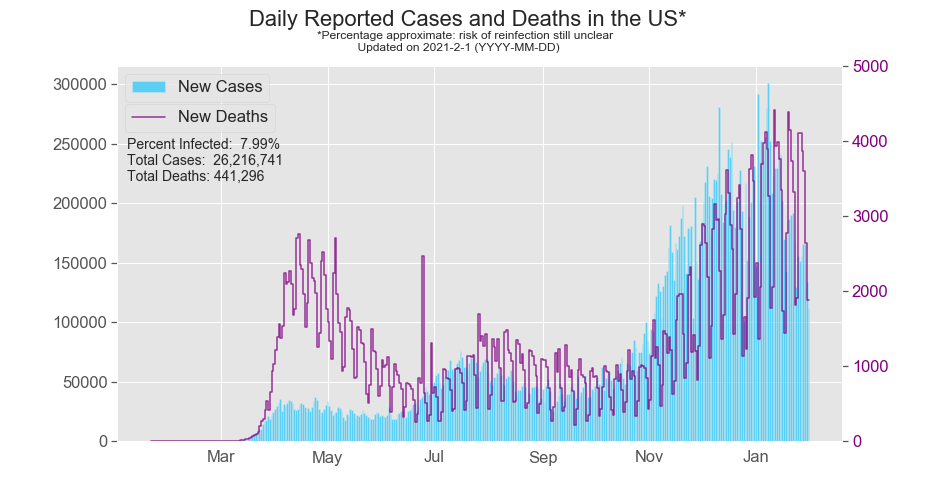 Daily Reported Cases and Deaths in the US*
*Percentage approximate: risk of reinfection still unclear
Updated on 2021-2-1 (YYYY-MM-DD)
New Cases
New Deaths
Percent Infected: 7.99%
Total Cases: 26,216,741
Total Deaths: 441,296
300000
250000
200000
150000
100000
50000
0
5000
4000
3000
2000
1000
0
Mar May Jul Sep Nov Jan